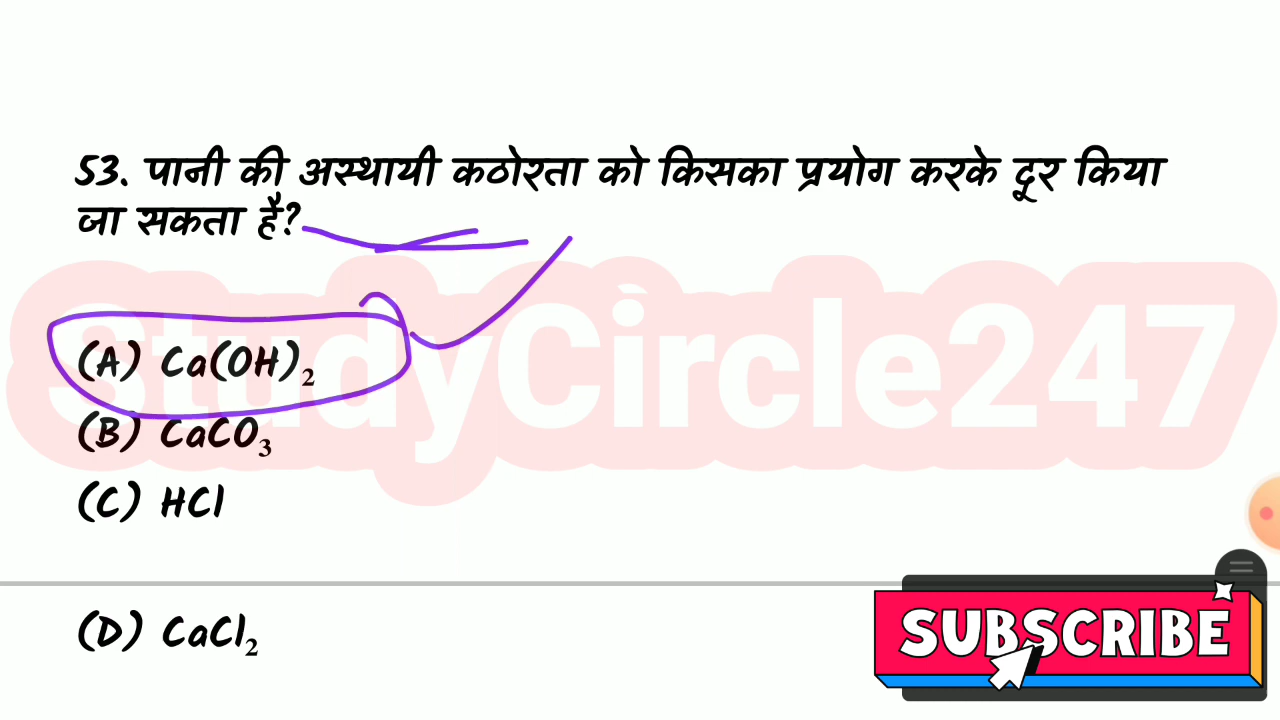 53. पानी की अस्थायी कठोरता को किसका प्रयोग करके दूर किया
जा सकता है?
StudyCircle247
(A) Ca(OH)₂
(B) CaCO₃
(C) HCl
(D) CaCl₂
SUBSCRIBE